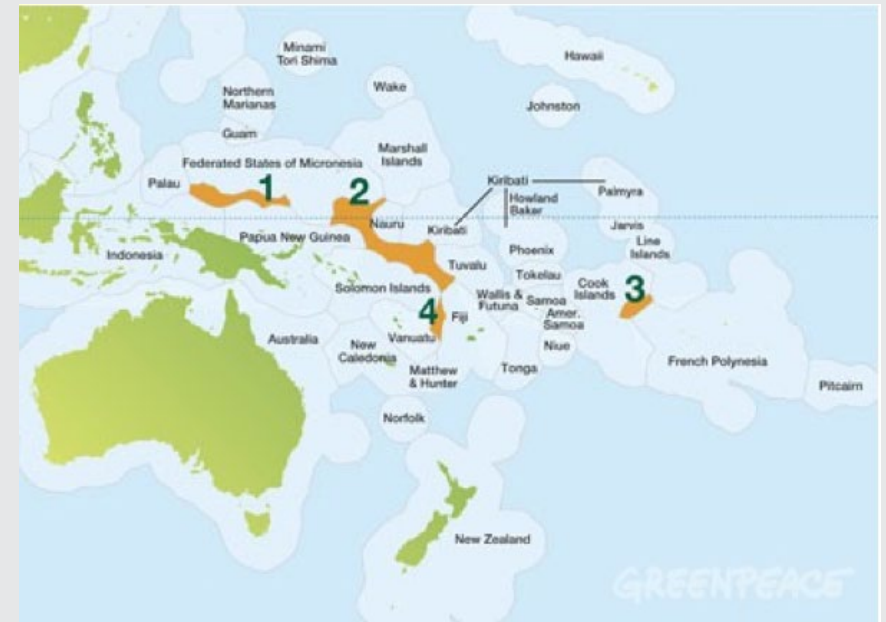 Minami
Tori Shima
Hawaii
Northern
Marianas
Wake
Johnston
Guam
Marshall
Islands
Federated States of Micronesia
Palau
1
2
Kiribati
Palmyra
Howland
Baker
Nauru
Kiribati
Jarvis
Papua New Guinea
Line
Islands
Indonesia
Phoenix
Tuvalu
Tokelau
Solomon Islands
Cook
Islands
3
Wallis &
Futuna
Samoa
4
Fiji
Amer.
Samoa
Australia
New
Caledonia
Vanuatu
Niue
Matthew
& Hunter
Tonga
French Polynesia
Pitcairn
Norfolk
New Zealand
GREENPEACE